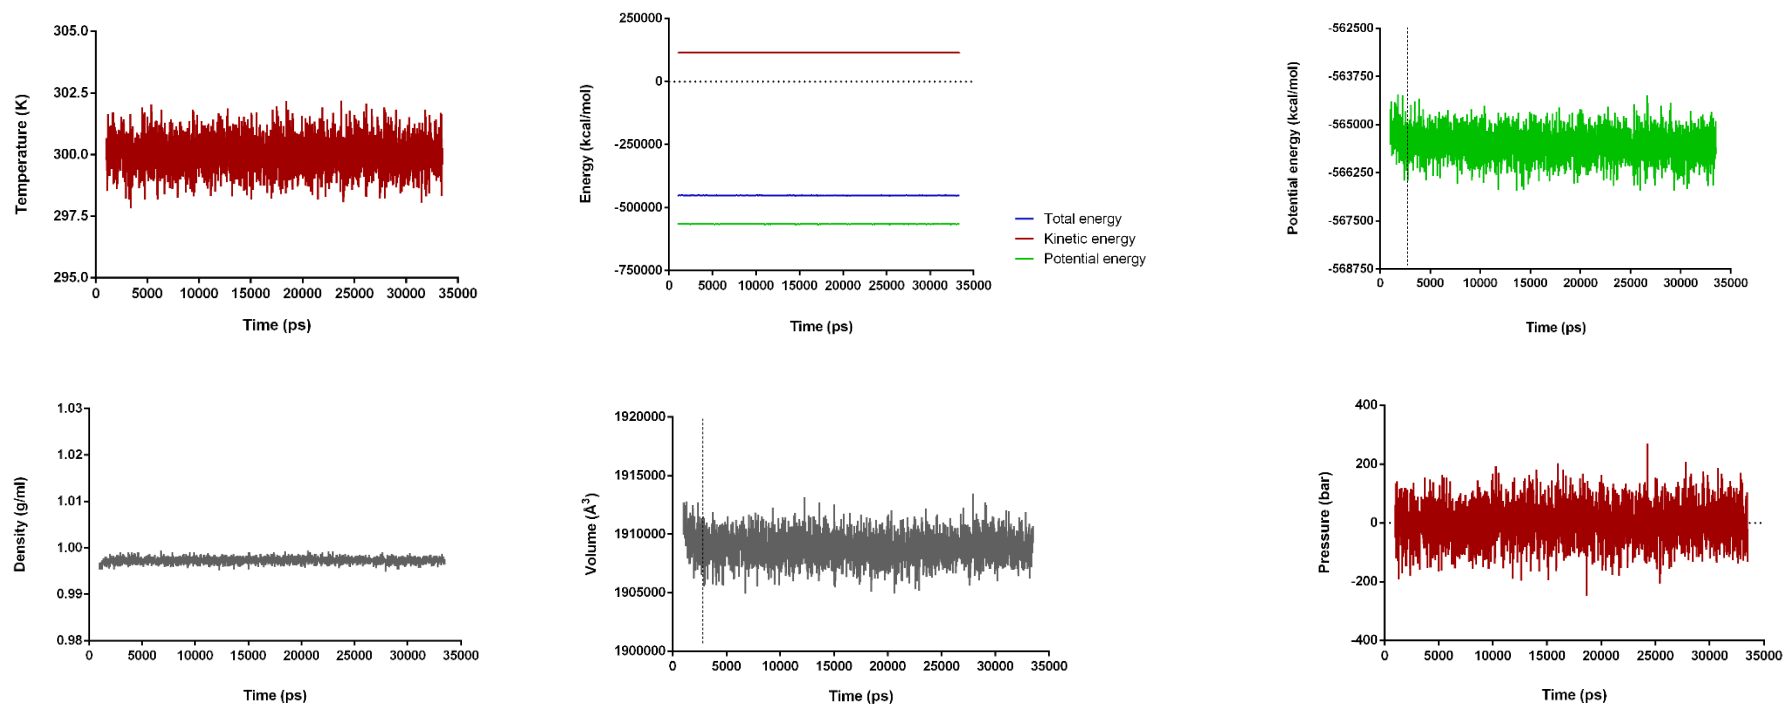 Temperature (K)
305.0
302.5
300.0
297.5
295.0
0 5000 10000 15000 20000 25000 30000 35000
Time (ps)
Energy (kcal/mol)
250000
0
-250000
-500000
-750000
0 5000 10000 15000 20000 25000 30000 35000
Time (ps)
Total energy
Kinetic energy
Potential energy
Potential energy (kcal/mol)
-562500
-563750
-565000
-566250
-567500
-568750
0 5000 10000 15000 20000 25000 30000 35000
Time (ps)
Density (g/ml)
1.03
1.02
1.01
1.00
0.99
0.98
0 5000 10000 15000 20000 25000 30000 35000
Time (ps)
Volume (Å³)
1920000
1915000
1910000
1905000
1900000
0 5000 10000 15000 20000 25000 30000 35000
Time (ps)
Pressure (bar)
400
200
0
-200
-400
0 5000 10000 15000 20000 25000 30000 35000
Time (ps)